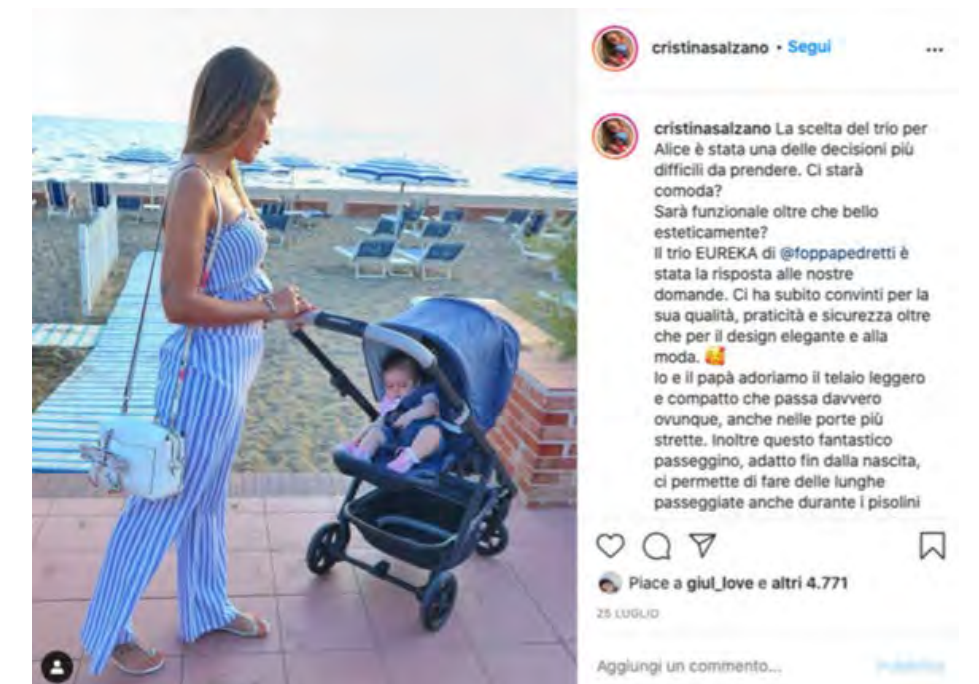 cristinasalzano • Segui
cristinasalzano La scelta del trio per
Alice è stata una delle decisioni più
difficili da prendere. Ci starà
comoda?
Sarà funzionale oltre che bello
esteticamente?
Il trio EUREKA di @foppapedretti è
stata la risposta alle nostre
domande. Ci ha subito convinti per la
sua qualità, praticità e sicurezza oltre
che per il design elegante e alla
moda. 🥰
Io e il papà adoriamo il telaio leggero
e compatto che passa davvero
ovunque, anche nelle porte più
strette. Inoltre questo fantastico
passeggino, adatto fin dalla nascita,
ci permette di fare delle lunghe
passeggiate anche durante i pisolini
Piace a giul_love e altri 4.771
25 LUGLIO
Aggiungi un commento...